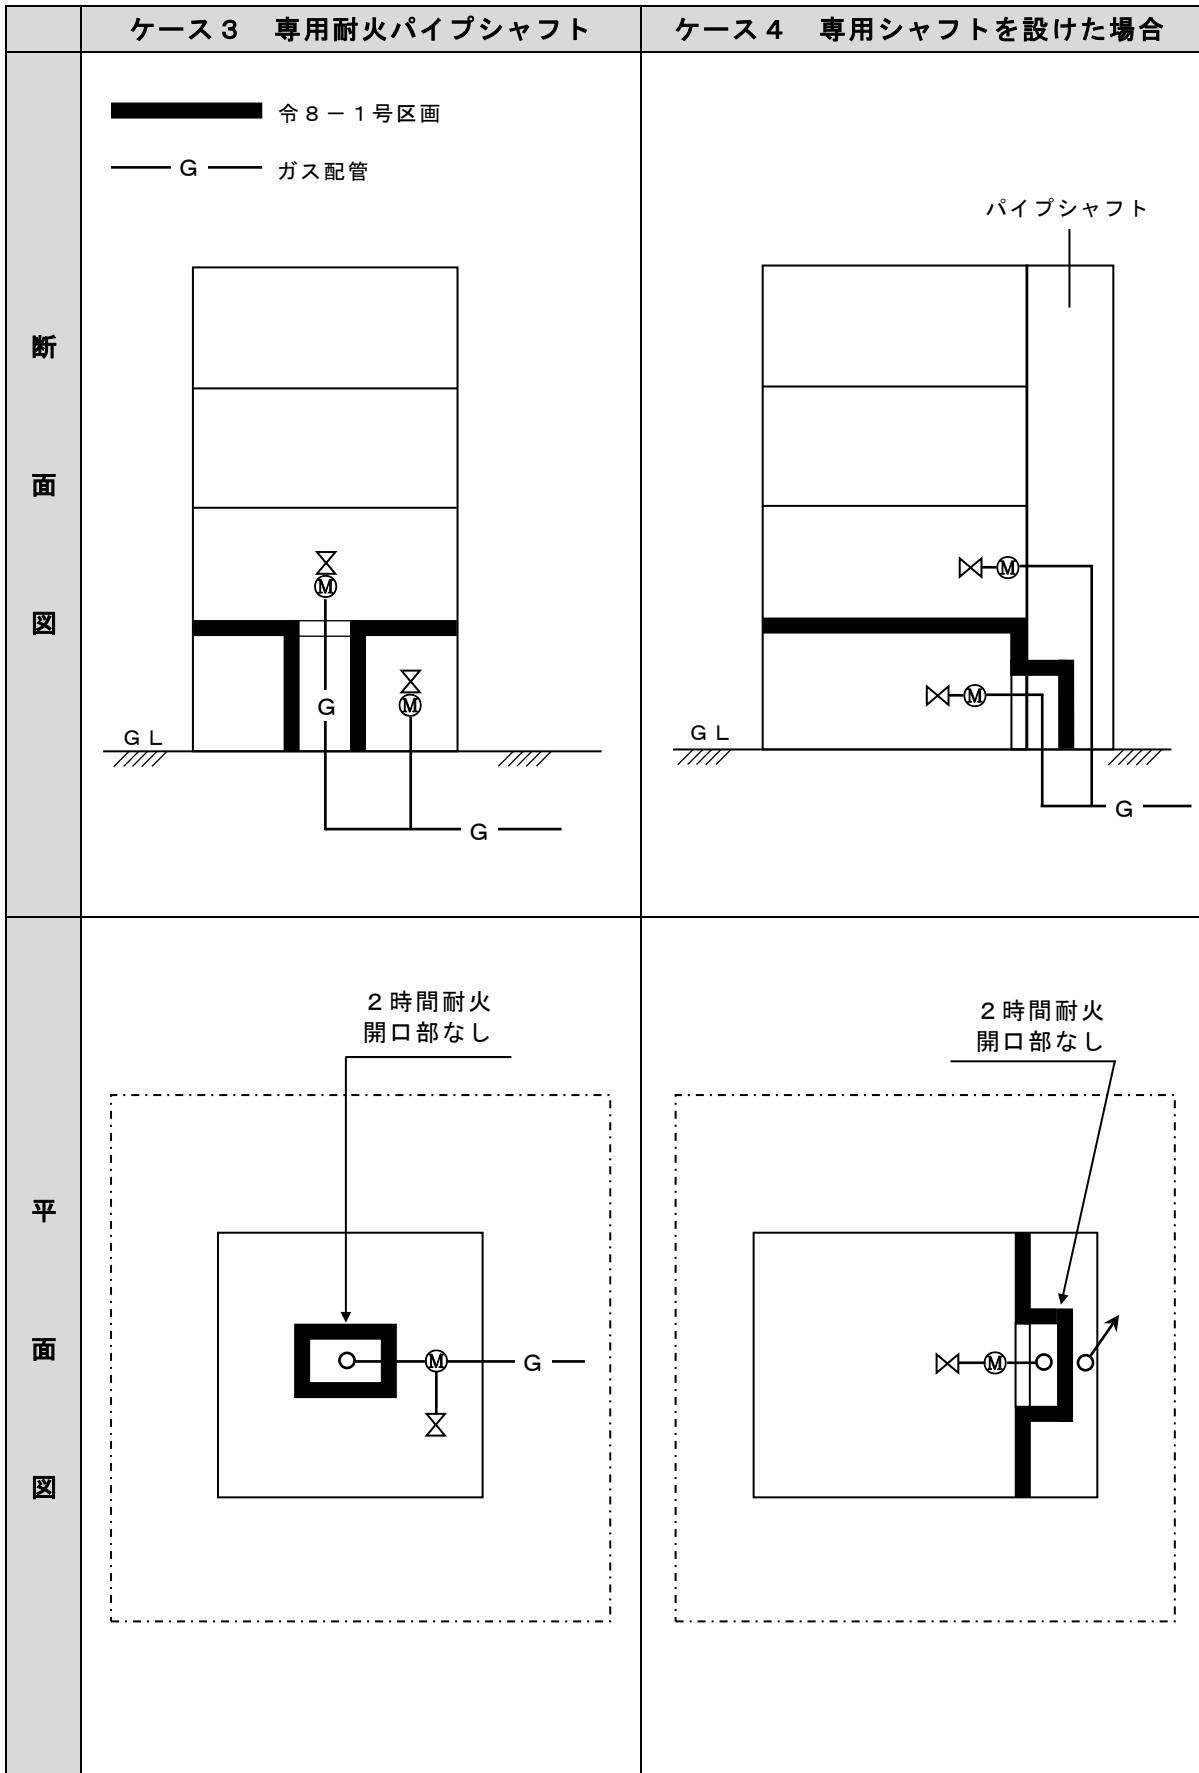 ケース３　専用耐火パイプシャフト
ケース４　専用シャフトを設けた場合
断面図
令８－１号区画
G ガス配管
M
M
G
ＧＬ
G
パイプシャフト
M
M
ＧＬ
G
平面図
２時間耐火
開口部なし
M
G
２時間耐火
開口部なし
M